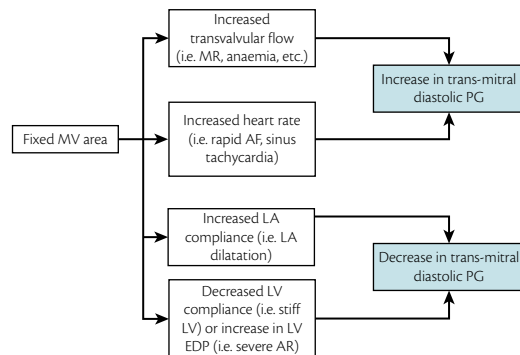 Increased
transvalvular flow
(i.e. MR, anaemia, etc.)
Increase in trans-mitral
diastolic PG
Fixed MV area
Increased heart rate
(i.e. rapid AF, sinus
tachycardia)
Increased LA
compliance (i.e. LA
dilatation)
Decrease in trans-mitral
diastolic PG
Decreased LV
compliance (i.e. stiff
LV) or increase in LV
EDP (i.e. severe AR)